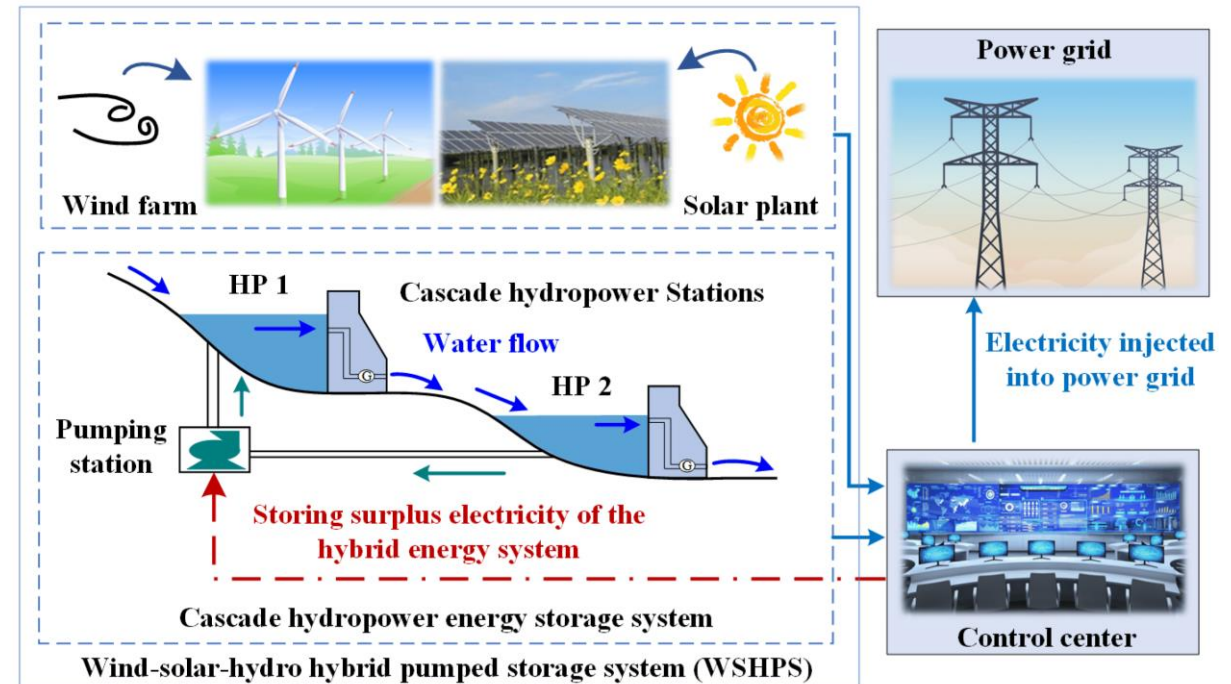 Power grid
Wind farm
Solar plant
HP 1
Cascade hydropower Stations
Water flow
G
HP 2
G
Pumping
station
Storing surplus electricity of the
hybrid energy system
Cascade hydropower energy storage system
Wind-solar-hydro hybrid pumped storage system (WSHPS)
Electricity injected
into power grid
Control center